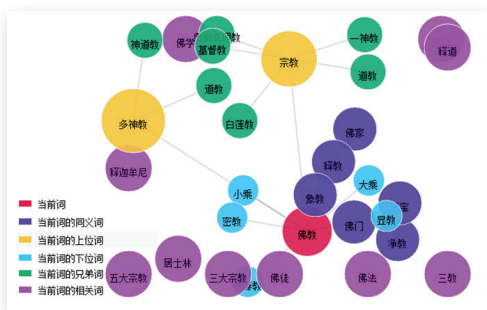 神道教
佛学
教
基督教
宗教
一神教
释道
道教
道教
多神教
白莲教
佛家
释迦牟尼
释教
大乘
小乘
象教
宝
密教
显教
佛教
佛门
净教
当前词
当前词的同义词
当前词的上位词
当前词的下位词
当前词的兄弟词
当前词的相关词
五大宗教
居士林
三大宗教
教
佛徒
佛法
三教